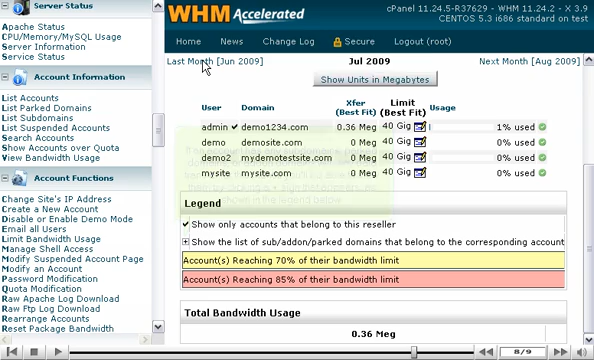 Server Status
Apache Status
CPU/Memory/MySQL Usage
Server Information
Service Status
Account Information
List Accounts
List Parked Domains
List Subdomains
List Suspended Accounts
Search Accounts
Show Accounts over Quota
View Bandwidth Usage
Account Functions
Change Site's IP Address
Create a New Account
Disable or Enable Demo Mode
Email all Users
Limit Bandwidth Usage
Manage Shell Access
Modify Suspended Account Page
Modify an Account
Password Modification
Quota Modification
Raw Apache Log Download
Raw Ftp Log Download
Rearrange Accounts
Reset Package Bandwidth
WHM Accelerated
cPanel 11.24.5-R37629 - WHM 11.24.2 - X 3.9
CENTOS 5.3 i686 standard on test
Home News Change Log Secure Logout (root)
Last Month [Jun 2009] Jul 2009 Next Month [Aug 2009]
Show Units in Megabytes
User Domain Xfer (Best Fit) Limit (Best Fit) Usage
admin demo1234.com 0.36 Meg 40 Gig 1% used
demo demosite.com 0 Meg 40 Gig 0% used
demo2 mydemotestsite.com 0 Meg 40 Gig 0% used
mysite mysite.com 0 Meg 40 Gig 0% used
Legend
Show only accounts that belong to this reseller
Show the list of sub/addon/parked domains that belong to the corresponding account
Account(s) Reaching 70% of their bandwidth limit
Account(s) Reaching 85% of their bandwidth limit
Total Bandwidth Usage
0.36 Meg
8/9